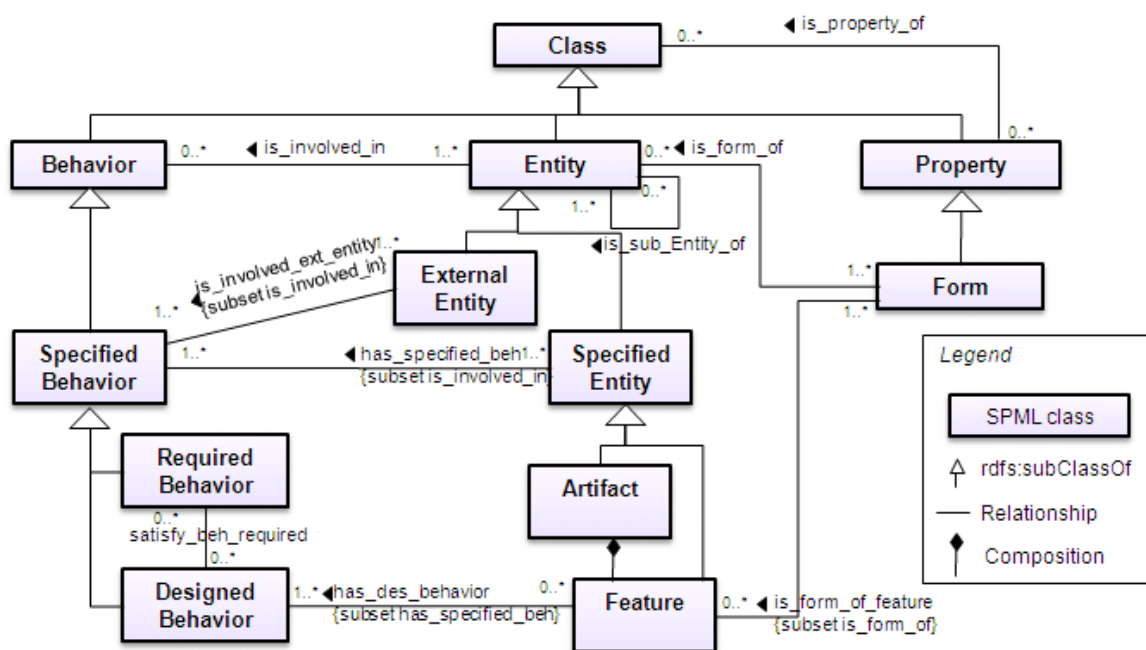 Class
0..*
is_property_of
Behavior
0..*
is_involved_in
1..*
Entity
0..*
is_form_of
0..*
Property
1..*
0..*
is_sub_Entity_of
is_involved_ext_entity
{subset is_involved_in}
1..*
1..*
External
Entity
1..*
Form
1..*
Specified
Behavior
1..*
has_specified_beh
1..*
{subset is_involved_in}
Specified
Entity
Legend
SPML class
rdfs:subClassOf
Relationship
Composition
Required
Behavior
0..*
satisfy_beh_required
0..*
Artifact
Designed
Behavior
1..*
has_des_behavior
0..*
{subset has_specified_beh}
Feature
0..*
is_form_of_feature
{subset is_form_of}